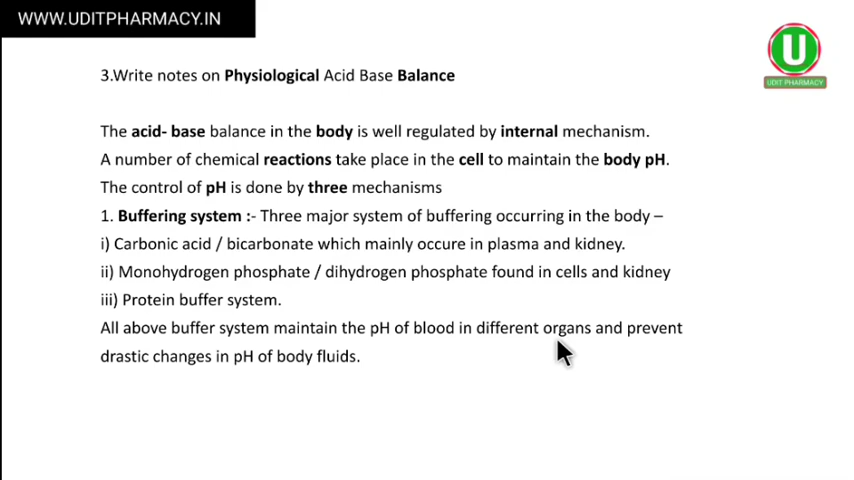 WWW.UDITPHARMACY.IN
U
UDIT PHARMACY
3.Write notes on Physiological Acid Base Balance
The acid- base balance in the body is well regulated by internal mechanism.
A number of chemical reactions take place in the cell to maintain the body pH.
The control of pH is done by three mechanisms
1. Buffering system :- Three major system of buffering occurring in the body –
i) Carbonic acid / bicarbonate which mainly occure in plasma and kidney.
ii) Monohydrogen phosphate / dihydrogen phosphate found in cells and kidney
iii) Protein buffer system.
All above buffer system maintain the pH of blood in different organs and prevent
drastic changes in pH of body fluids.